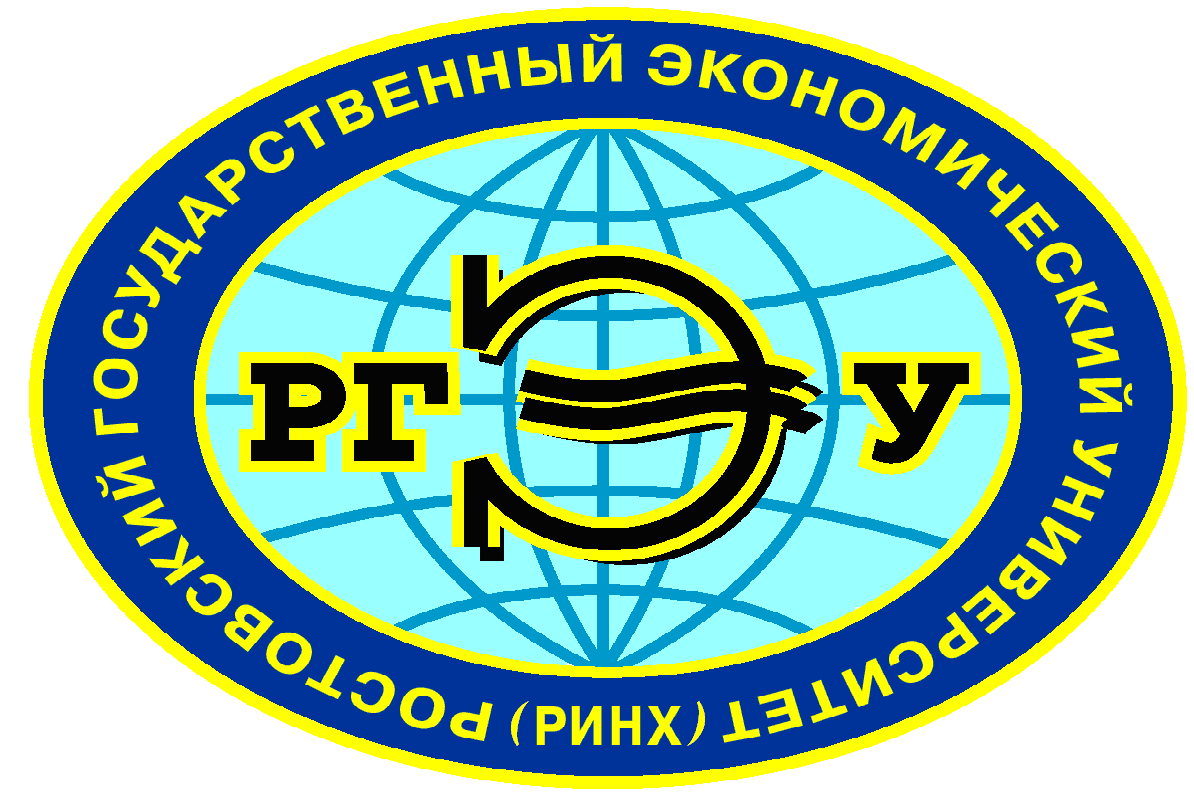 РОСТОВСКИЙ ГОСУДАРСТВЕННЫЙ ЭКОНОМИЧЕСКИЙ УНИВЕРСИТЕТ
(РИНХ)
РГЭУ